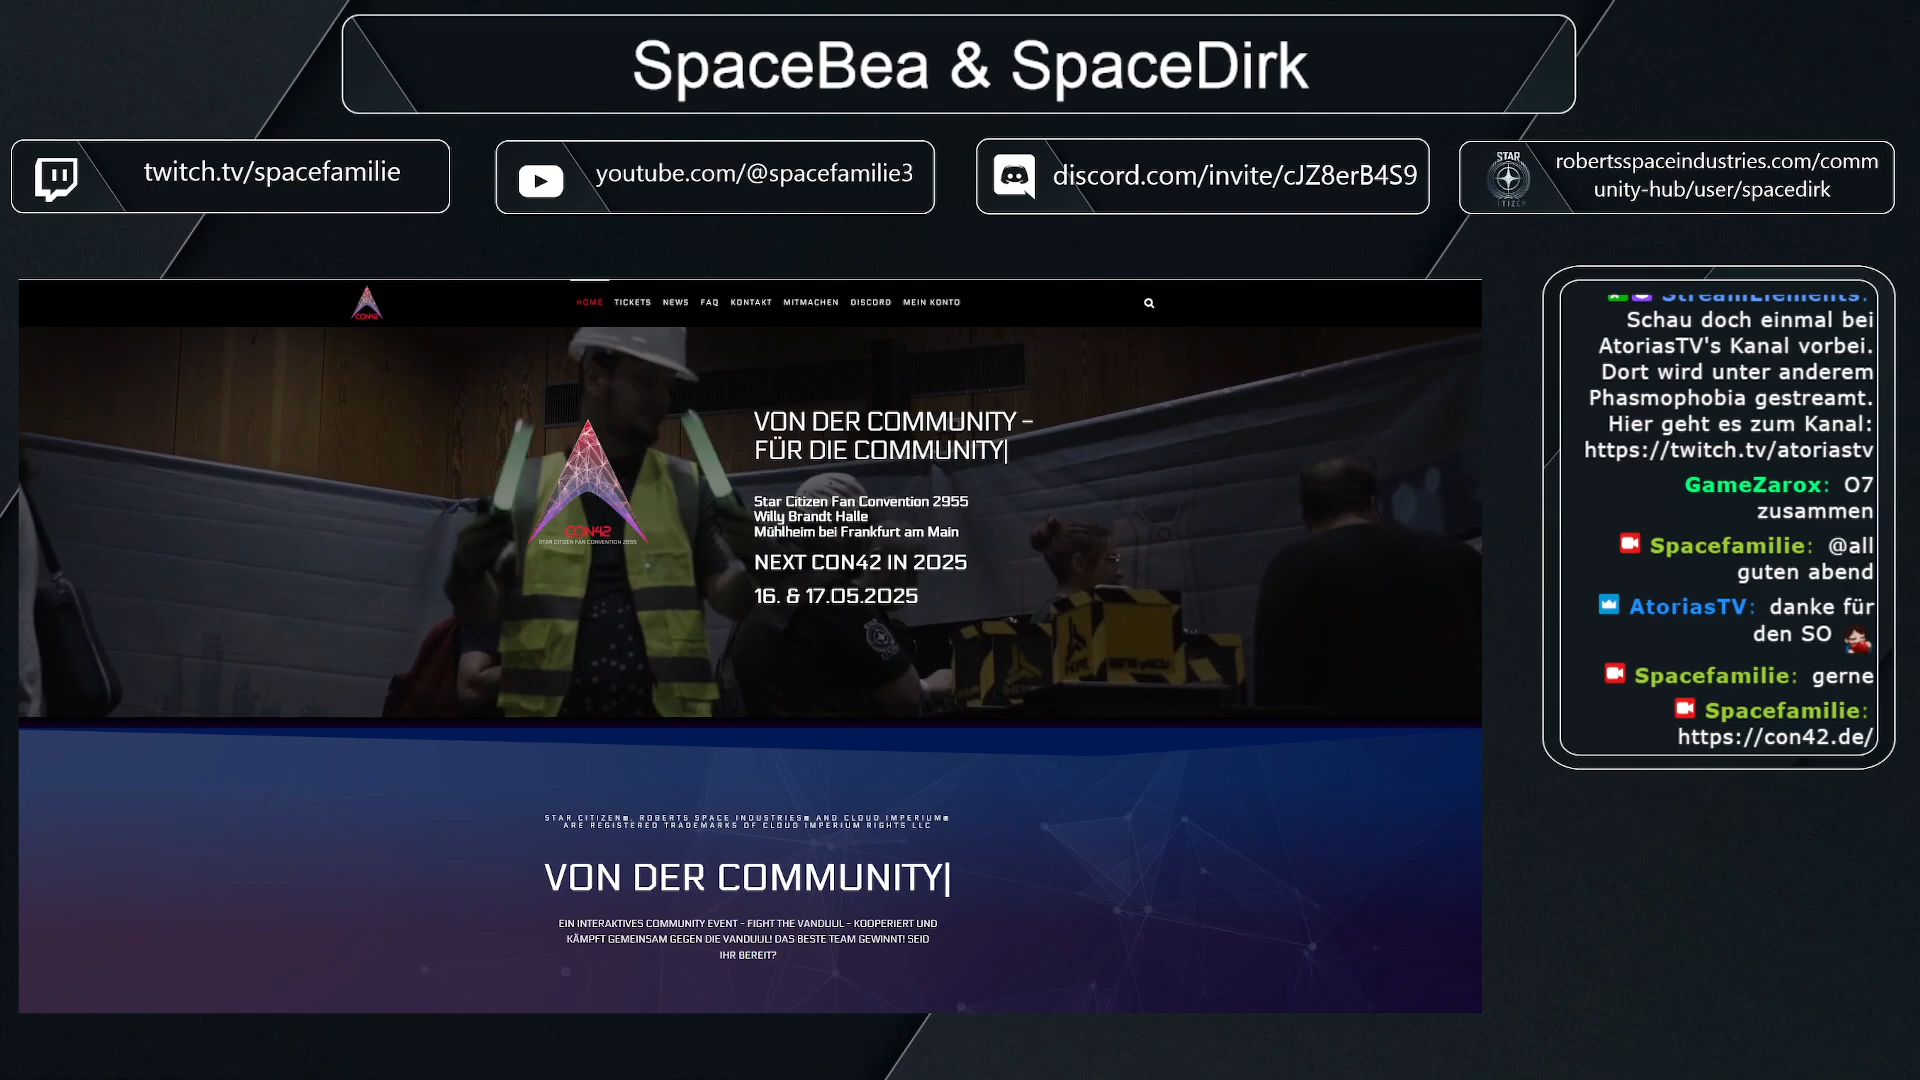 SpaceBea & SpaceDirk
twitch.tv/spacefamilie
youtube.com/@spacefamilie3
discord.com/invite/cJZ8erB4S9
STAR
CITIZEN
robertsspaceindustries.com/comm
unity-hub/user/spacedirk
CON42
HOME
TICKETS
NEWS
FAQ
KONTAKT
MITMACHEN
DISCORD
MEIN KONTO
CON42
STAR CITIZEN FAN CONVENTION 2955
VON DER COMMUNITY –
FÜR DIE COMMUNITY|
Star Citizen Fan Convention 2955
Willy Brandt Halle
Mühlheim bei Frankfurt am Main
NEXT CON42 IN 2025
16. & 17.05.2025
STAR CITIZEN®, ROBERTS SPACE INDUSTRIES® AND CLOUD IMPERIUM®
ARE REGISTERED TRADEMARKS OF CLOUD IMPERIUM RIGHTS LLC
VON DER COMMUNITY|
EIN INTERAKTIVES COMMUNITY EVENT – FIGHT THE VANDUUL – KOOPERIERT UND
KÄMPFT GEMEINSAM GEGEN DIE VANDUUL! DAS BESTE TEAM GEWINNT! SEID
IHR BEREIT?
StreamElements:
Schau doch einmal bei
AtoriasTV's Kanal vorbei.
Dort wird unter anderem
Phasmophobia gestreamt.
Hier geht es zum Kanal:
https://twitch.tv/atoriastv
GameZarox: O7
zusammen
Spacefamilie: @all
guten abend
AtoriasTV: danke für
den SO
Spacefamilie: gerne
Spacefamilie:
https://con42.de/